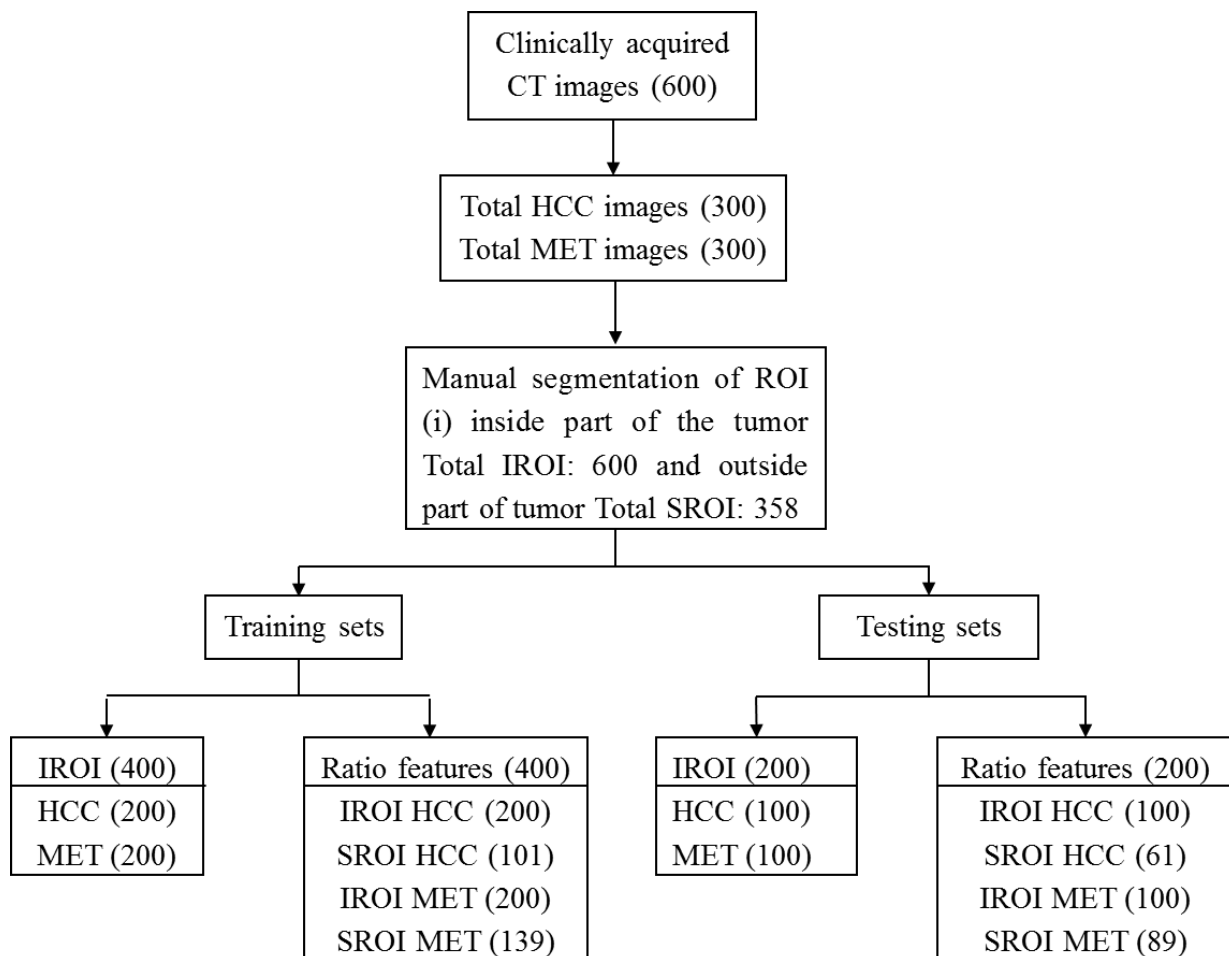 Clinically acquired
CT images (600)
Total HCC images (300)
Total MET images (300)
Manual segmentation of ROI
(i) inside part of the tumor
Total IROI: 600 and outside
part of tumor Total SROI: 358
Training sets
Testing sets
IROI (400)
HCC (200)
MET (200)
Ratio features (400)
IROI HCC (200)
SROI HCC (101)
IROI MET (200)
SROI MET (139)
IROI (200)
HCC (100)
MET (100)
Ratio features (200)
IROI HCC (100)
SROI HCC (61)
IROI MET (100)
SROI MET (89)